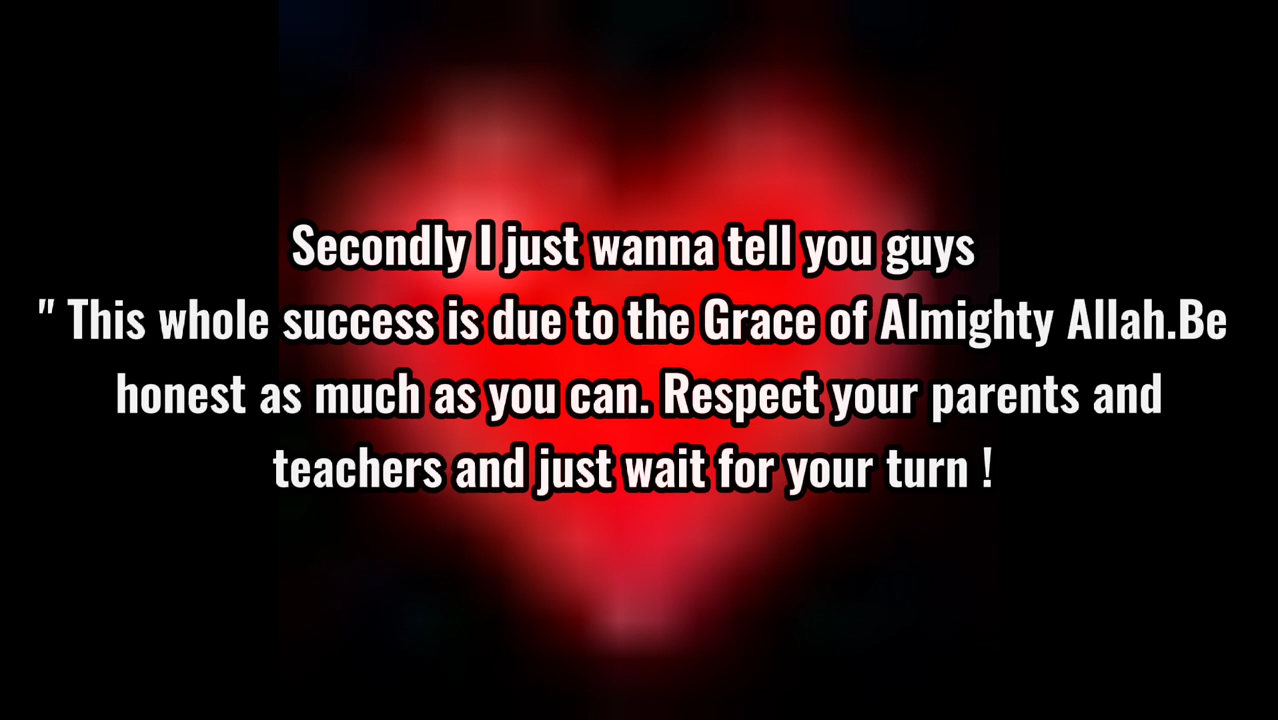 Secondly I just wanna tell you guys
" This whole success is due to the Grace of Almighty Allah.Be
honest as much as you can. Respect your parents and
teachers and just wait for your turn !